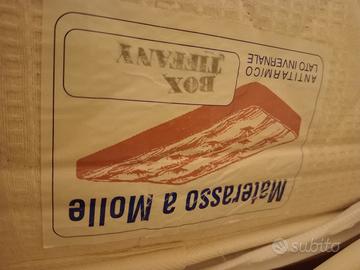 Materasso a Molle
BOX
TIFFANY
ANTITARMICO
LATO INVERNALE
subito